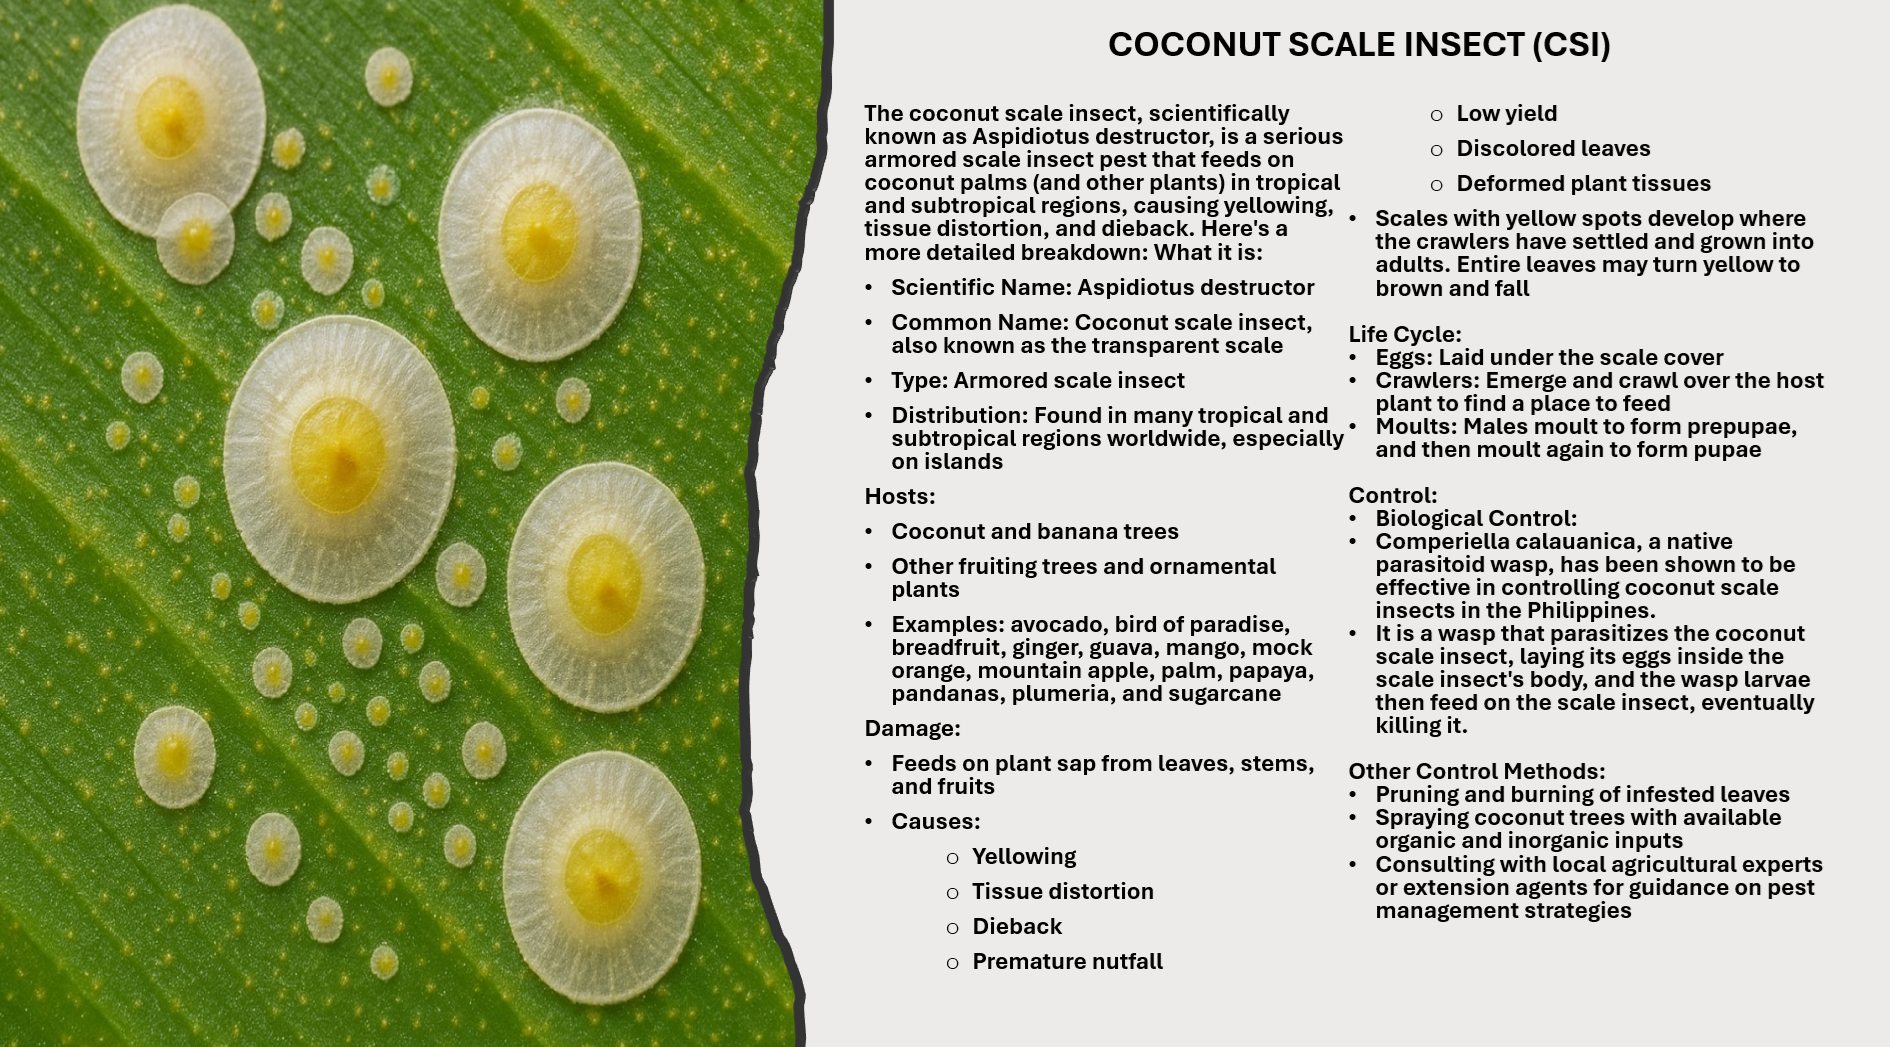 COCONUT SCALE INSECT (CSI)
The coconut scale insect, scientifically
known as Aspidiotus destructor, is a serious
armored scale insect pest that feeds on
coconut palms (and other plants) in tropical
and subtropical regions, causing yellowing,
tissue distortion, and dieback. Here's a
more detailed breakdown: What it is:
• Scientific Name: Aspidiotus destructor
• Common Name: Coconut scale insect,
also known as the transparent scale
• Type: Armored scale insect
• Distribution: Found in many tropical and
subtropical regions worldwide, especially
on islands
Hosts:
• Coconut and banana trees
• Other fruiting trees and ornamental
plants
• Examples: avocado, bird of paradise,
breadfruit, ginger, guava, mango, mock
orange, mountain apple, palm, papaya,
pandanas, plumeria, and sugarcane
Damage:
• Feeds on plant sap from leaves, stems,
and fruits
• Causes:
o Yellowing
o Tissue distortion
o Dieback
o Premature nutfall
o Low yield
o Discolored leaves
o Deformed plant tissues
• Scales with yellow spots develop where
the crawlers have settled and grown into
adults. Entire leaves may turn yellow to
brown and fall
Life Cycle:
• Eggs: Laid under the scale cover
• Crawlers: Emerge and crawl over the host
plant to find a place to feed
• Moults: Males moult to form prepupae,
and then moult again to form pupae
Control:
• Biological Control:
• Comperiella calauanica, a native
parasitoid wasp, has been shown to be
effective in controlling coconut scale
insects in the Philippines.
• It is a wasp that parasitizes the coconut
scale insect, laying its eggs inside the
scale insect's body, and the wasp larvae
then feed on the scale insect, eventually
killing it.
Other Control Methods:
• Pruning and burning of infested leaves
• Spraying coconut trees with available
organic and inorganic inputs
• Consulting with local agricultural experts
or extension agents for guidance on pest
management strategies